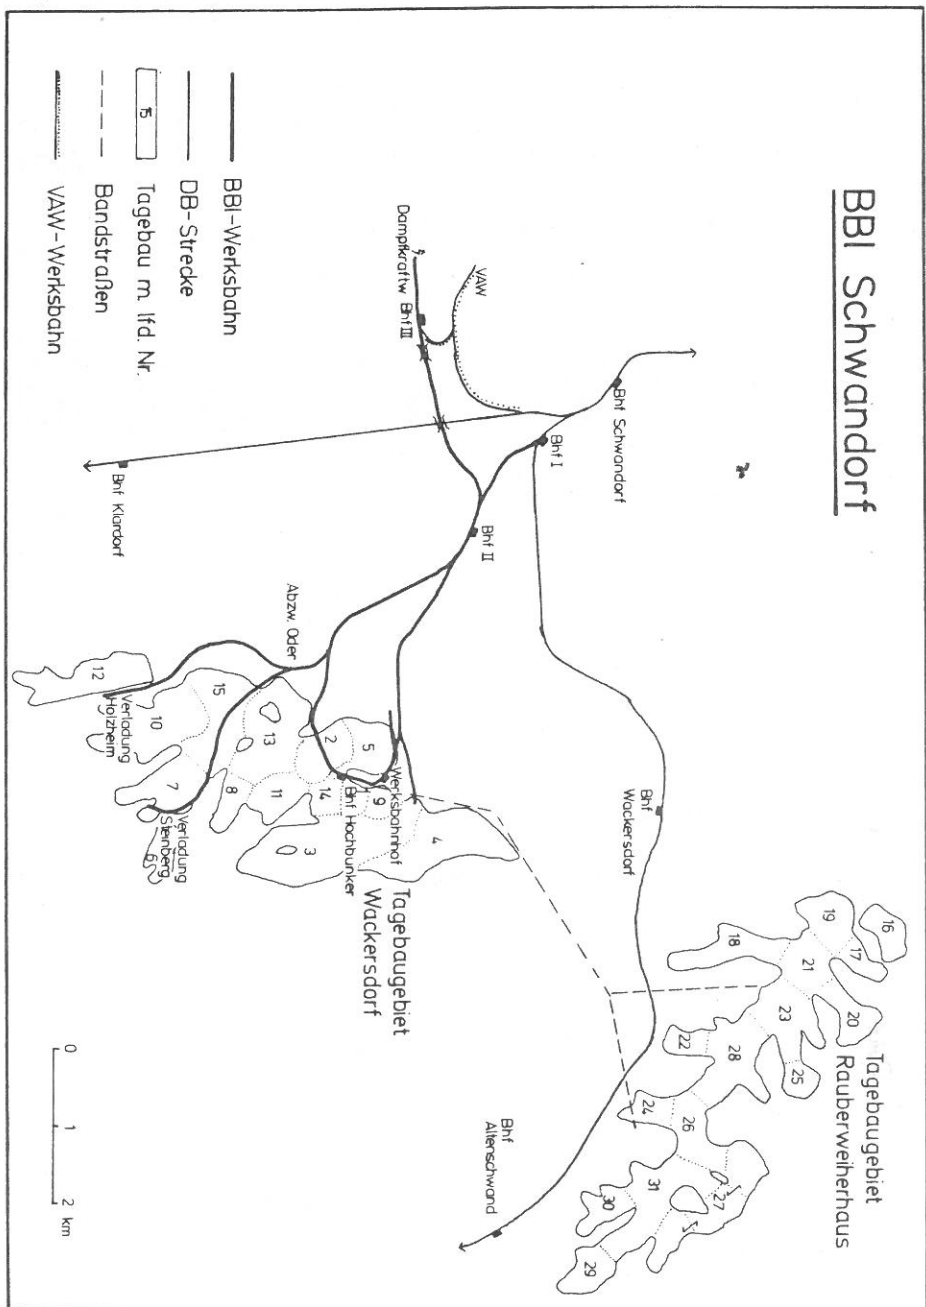 BBI Schwandorf
BBI-Werksbahn
DB-Strecke
15
Tagebau m. lfd. Nr.
Bandstraßen
VAW-Werksbahn
VAW
Dampfkraftw.
Bhf III
Bhf Schwandorf
Bhf I
Bhf II
Bhf Klardorf
Abzw. Oder
Bhf
Wackersdorf
Bhf
Altenschwand
Werksbahnhof
Bhf Hochbunker
Verladung
Holzheim
Verladung
Steinberg
Tagebaugebiet
Wackersdorf
Tagebaugebiet
Rauberweiherhaus
12
15
10
13
7
8
11
14
2
5
1
9
3
4
6
16
17
19
18
21
20
23
22
28
25
24
26
27
31
30
29
0
1
2 km